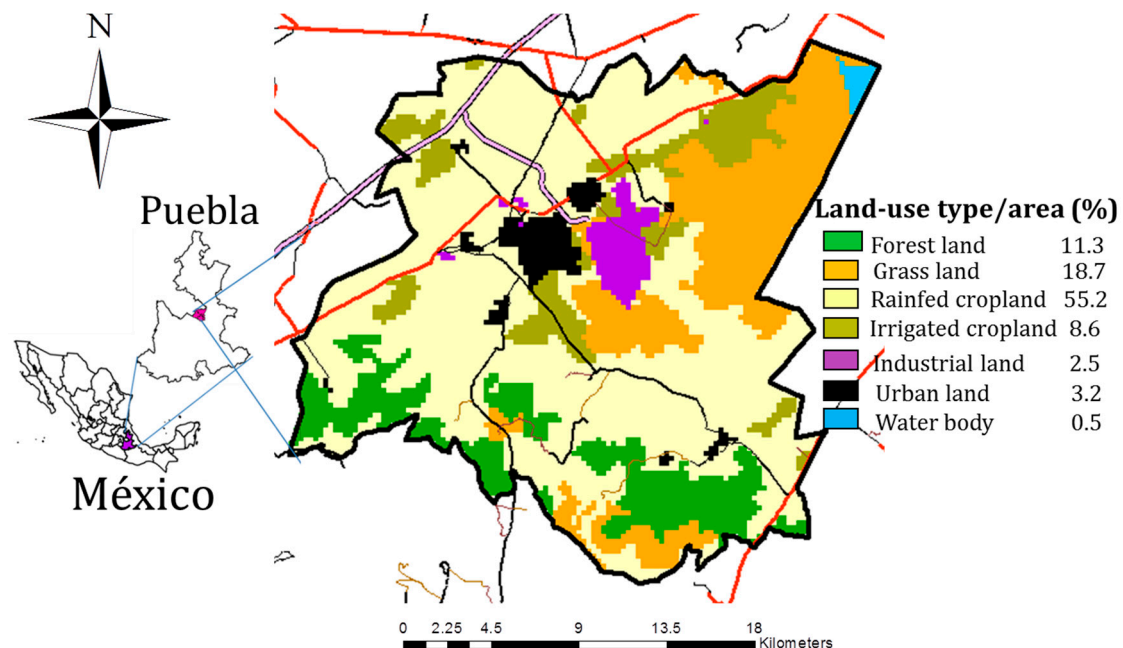 N
Puebla
México
Land-use type/area (%)
Forest land 11.3
Grass land 18.7
Rainfed cropland 55.2
Irrigated cropland 8.6
Industrial land 2.5
Urban land 3.2
Water body 0.5
0 2.25 4.5 9 13.5 18
Kilometers